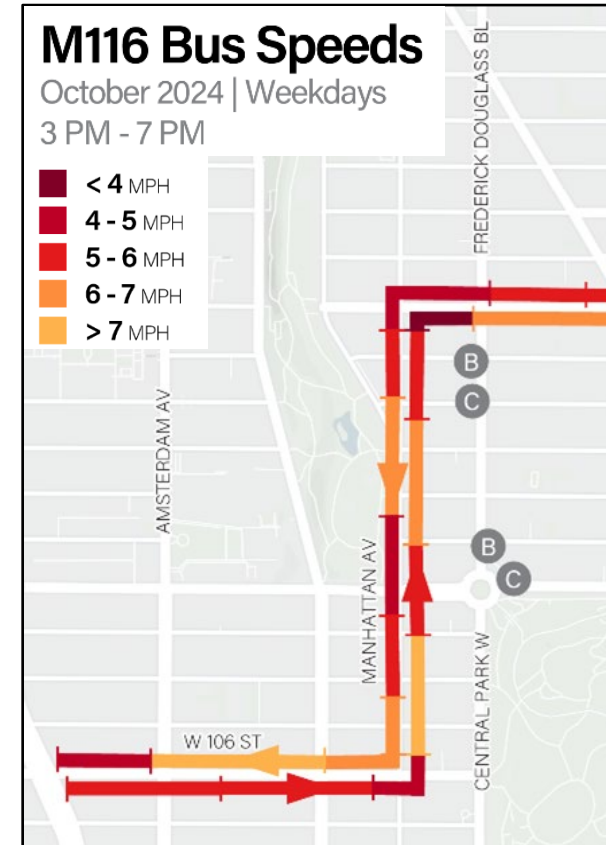 M116 Bus Speeds
October 2024 | Weekdays
3 PM - 7 PM
< 4 MPH
4 - 5 MPH
5 - 6 MPH
6 - 7 MPH
> 7 MPH
FREDERICK DOUGLASS BL
B
C
AMSTERDAM AV
B
C
MANHATTAN AV
CENTRAL PARK W
W 106 ST